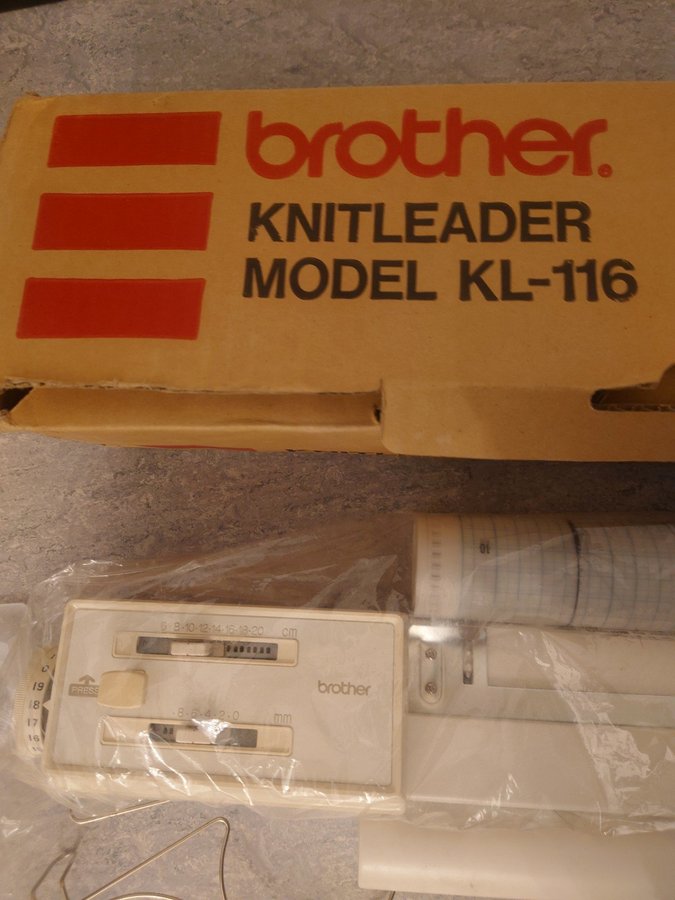 brother.
KNITLEADER
MODEL KL-116
10
6·8·10·12·14·16·18·20 cm
PRESS
brother
19
18
17
16
8·6·4·2·0 mm